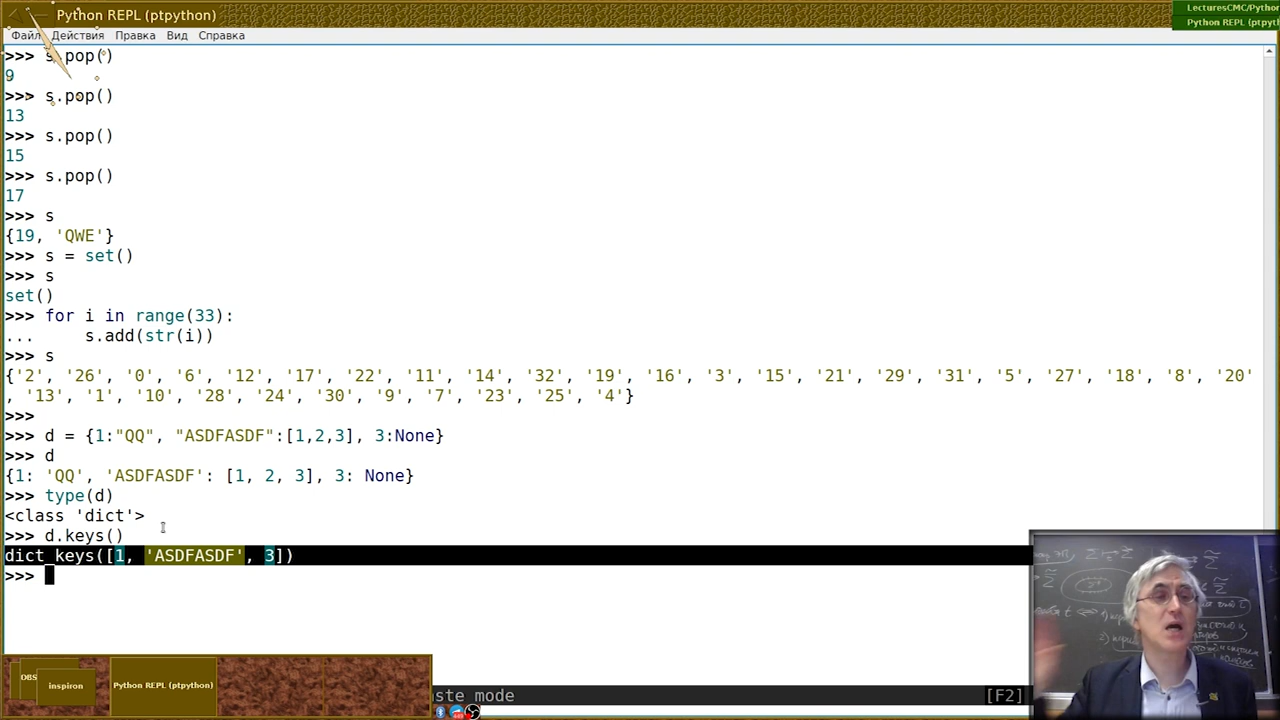 Python REPL (ptpython)
LecturesCMC/Python
Python REPL (ptpyth
Файл Действия Правка Вид Справка
>>> s.pop()
9
>>> s.pop()
13
>>> s.pop()
15
>>> s.pop()
17
>>> s
{19, 'QWE'}
>>> s = set()
>>> s
set()
>>> for i in range(33):
...     s.add(str(i))
>>> s
{'2', '26', '0', '6', '12', '17', '22', '11', '14', '32', '19', '16', '3', '15', '21', '29', '31', '5', '27', '18', '8', '20'
, '13', '1', '10', '28', '24', '30', '9', '7', '23', '25', '4'}
>>>
>>> d = {1:"QQ", "ASDFASDF":[1,2,3], 3:None}
>>> d
{1: 'QQ', 'ASDFASDF': [1, 2, 3], 3: None}
>>> type(d)
<class 'dict'>
>>> d.keys()
dict_keys([1, 'ASDFASDF', 3])
>>>
OBS
inspiron
Python REPL (ptpython)
ste mode
[F2]